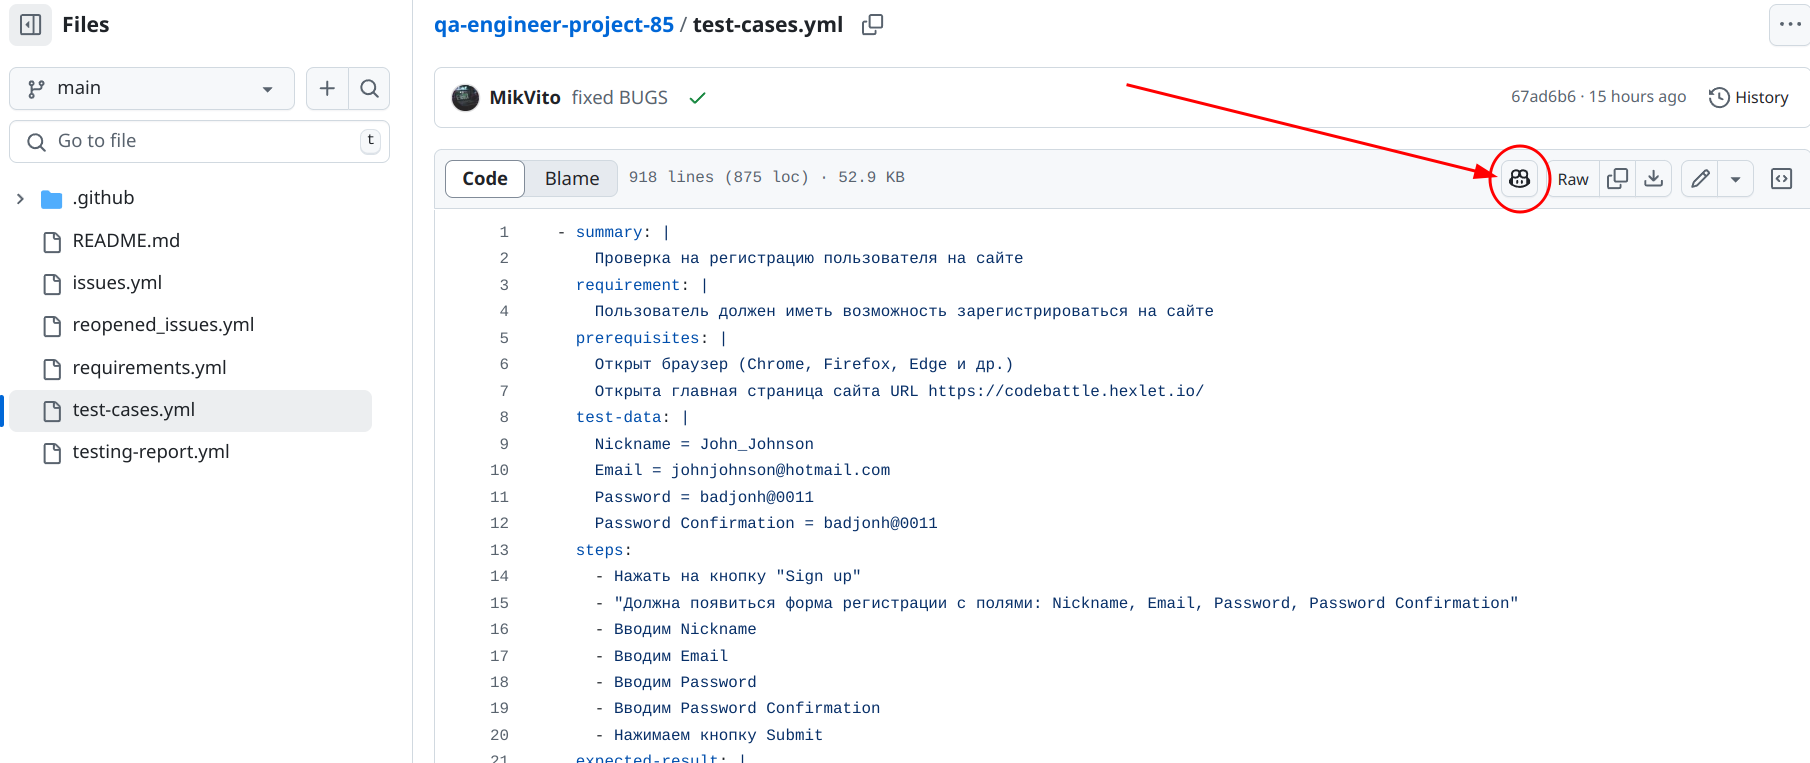 Files
main
Go to file
t
.github
README.md
issues.yml
reopened_issues.yml
requirements.yml
test-cases.yml
testing-report.yml
qa-engineer-project-85 / test-cases.yml
MikVito fixed BUGS
67ad6b6 · 15 hours ago
History
Code
Blame
918 lines (875 loc) · 52.9 KB
Raw
1 - summary: |
2 Проверка на регистрацию пользователя на сайте
3 requirement: |
4 Пользователь должен иметь возможность зарегистрироваться на сайте
5 prerequisites: |
6 Открыт браузер (Chrome, Firefox, Edge и др.)
7 Открыта главная страница сайта URL https://codebattle.hexlet.io/
8 test-data: |
9 Nickname = John_Johnson
10 Email = johnjohnson@hotmail.com
11 Password = badjonh@0011
12 Password Confirmation = badjonh@0011
13 steps:
14 - Нажать на кнопку "Sign up"
15 - "Должна появиться форма регистрации с полями: Nickname, Email, Password, Password Confirmation"
16 - Вводим Nickname
17 - Вводим Email
18 - Вводим Password
19 - Вводим Password Confirmation
20 - Нажимаем кнопку Submit
21 expected-result: |